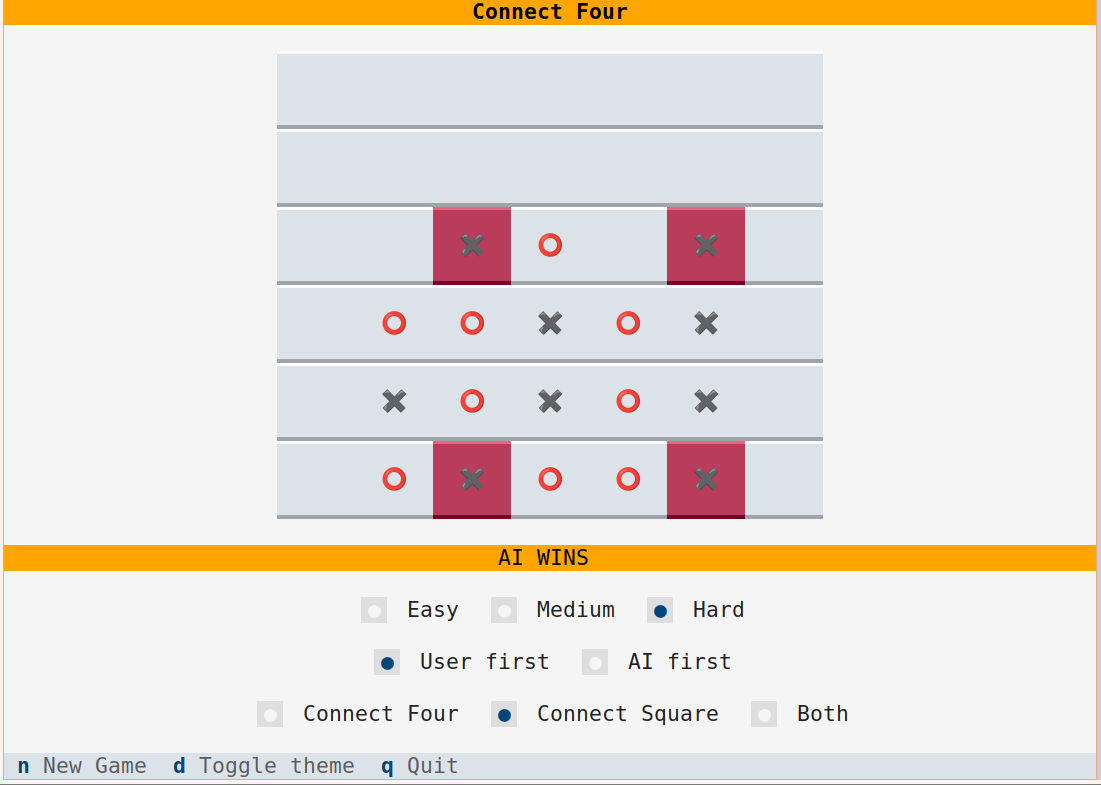 Connect Four
AI WINS
Easy Medium Hard
User first AI first
Connect Four Connect Square Both
n New Game d Toggle theme q Quit